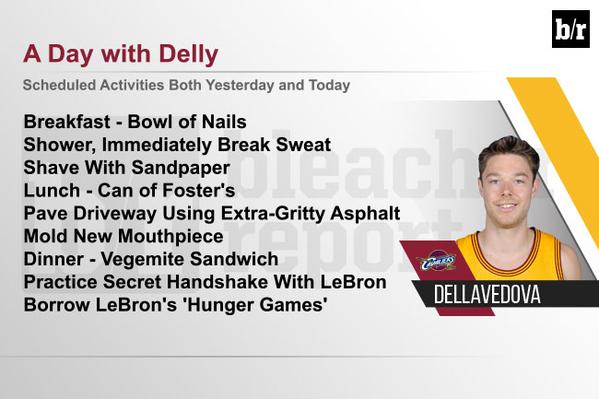 b/r
A Day with Delly
Scheduled Activities Both Yesterday and Today
Breakfast - Bowl of Nails
Shower, Immediately Break Sweat
Shave With Sandpaper
Lunch - Can of Foster's
Pave Driveway Using Extra-Gritty Asphalt
Mold New Mouthpiece
Dinner - Vegemite Sandwich
Practice Secret Handshake With LeBron
Borrow LeBron's 'Hunger Games'
b/r
bleacher
report
CAVALIERS
DELLAVEDOVA